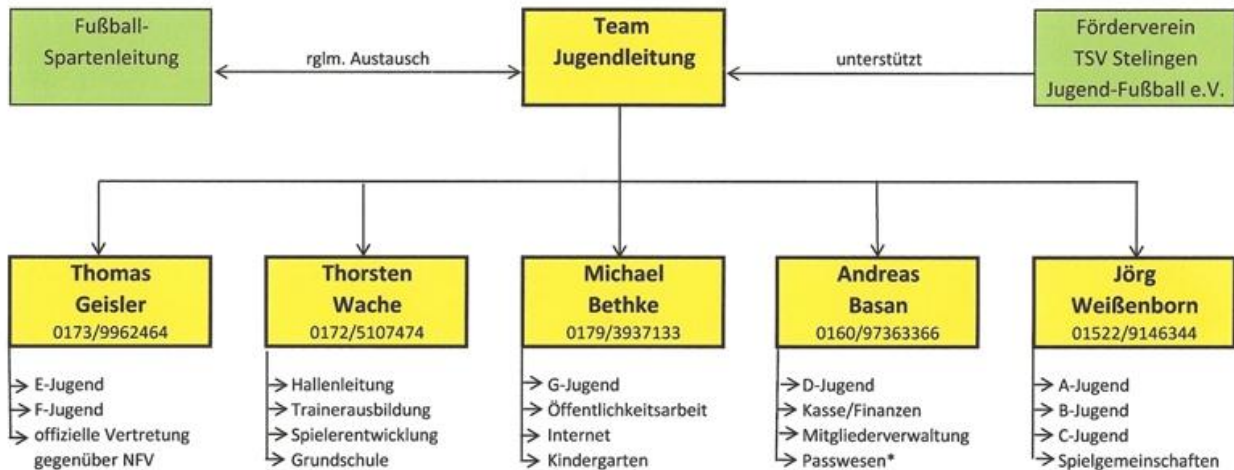 Fußball-
Spartenleitung
rglm. Austausch
Team
Jugendleitung
unterstützt
Förderverein
TSV Stelingen
Jugend-Fußball e.V.
Thomas
Geisler
0173/9962464
E-Jugend
F-Jugend
offizielle Vertretung
gegenüber NFV
Thorsten
Wache
0172/5107474
Hallenleitung
Trainerausbildung
Spielerentwicklung
Grundschule
Michael
Bethke
0179/3937133
G-Jugend
Öffentlichkeitsarbeit
Internet
Kindergarten
Andreas
Basan
0160/97363366
D-Jugend
Kasse/Finanzen
Mitgliederverwaltung
Passwesen*
Jörg
Weißenborn
01522/9146344
A-Jugend
B-Jugend
C-Jugend
Spielgemeinschaften